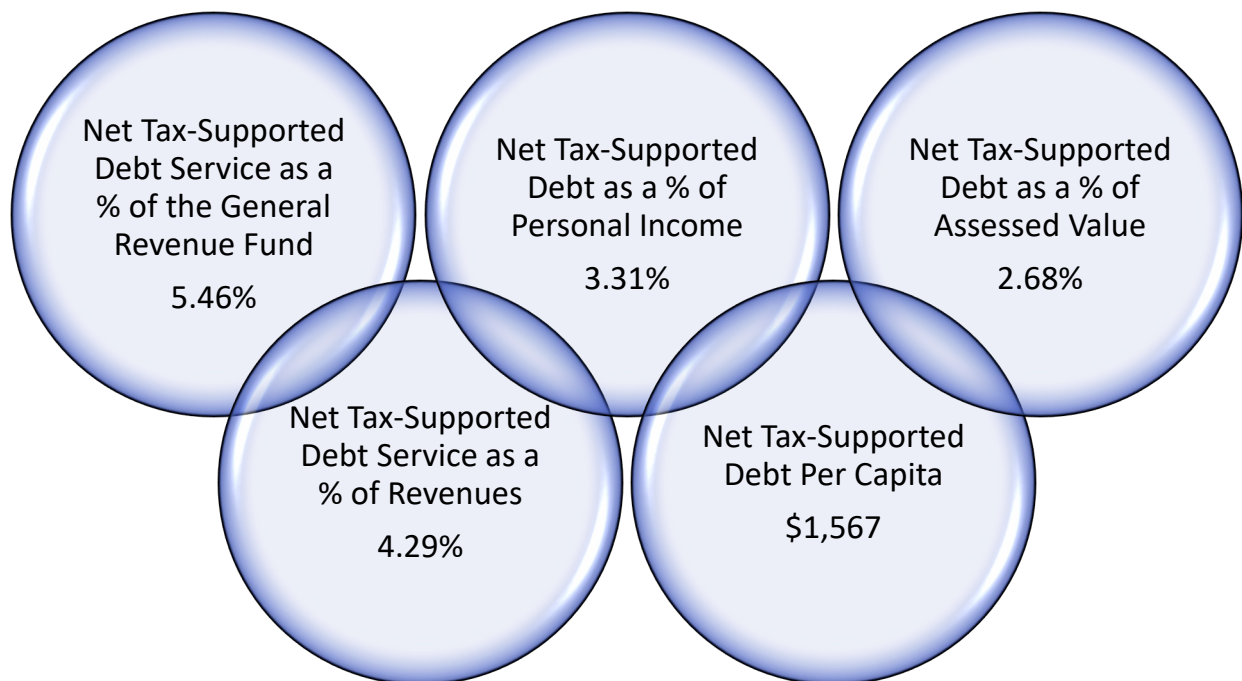 Net Tax-Supported
Debt Service as a
% of the General
Revenue Fund
5.46%
Net Tax-Supported
Debt as a % of
Personal Income
3.31%
Net Tax-Supported
Debt as a % of
Assessed Value
2.68%
Net Tax-Supported
Debt Service as a
% of Revenues
4.29%
Net Tax-Supported
Debt Per Capita
$1,567